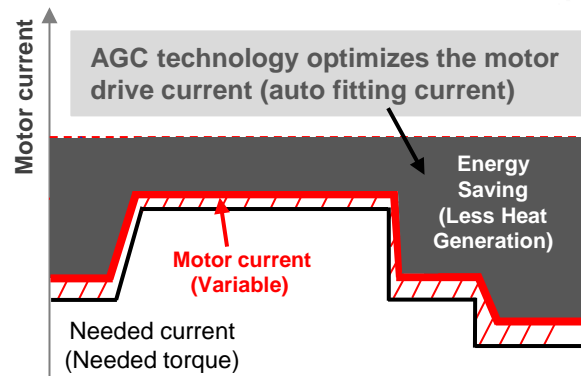 Motor current
AGC technology optimizes the motor
drive current (auto fitting current)
Energy
Saving
(Less Heat
Generation)
Motor current
(Variable)
Needed current
(Needed torque)